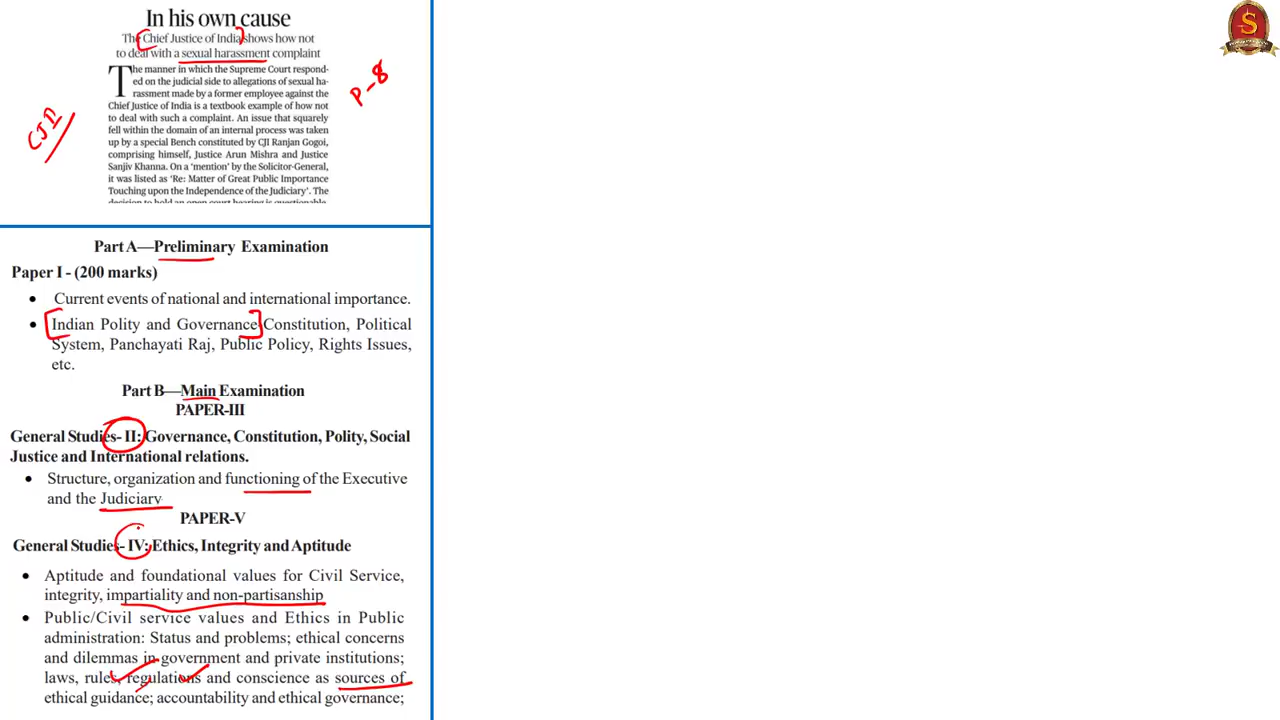 In his own cause
The Chief Justice of India shows how not
to deal with a sexual harassment complaint
The manner in which the Supreme Court respond-
ed on the judicial side to allegations of sexual ha-
rassment made by a former employee against the
Chief Justice of India is a textbook example of how not
to deal with such a complaint. An issue that squarely
fell within the domain of an internal process was taken
up by a special Bench constituted by CJI Ranjan Gogoi,
comprising himself, Justice Arun Mishra and Justice
Sanjiv Khanna. On a ‘mention’ by the Solicitor-General,
it was listed as ‘Re: Matter of Great Public Importance
Touching upon the Independence of the Judiciary’. The
decision to hold an open court hearing is questionable
P-8
CJI
S
Part A—Preliminary Examination
Paper I - (200 marks)
• Current events of national and international importance.
• Indian Polity and Governance Constitution, Political
System, Panchayati Raj, Public Policy, Rights Issues,
etc.
Part B—Main Examination
PAPER-III
General Studies- II: Governance, Constitution, Polity, Social
Justice and International relations.
• Structure, organization and functioning of the Executive
and the Judiciary
PAPER-V
General Studies- IV: Ethics, Integrity and Aptitude
• Aptitude and foundational values for Civil Service,
integrity, impartiality and non-partisanship
• Public/Civil service values and Ethics in Public
administration: Status and problems; ethical concerns
and dilemmas in government and private institutions;
laws, rules, regulations and conscience as sources of
ethical guidance; accountability and ethical governance;